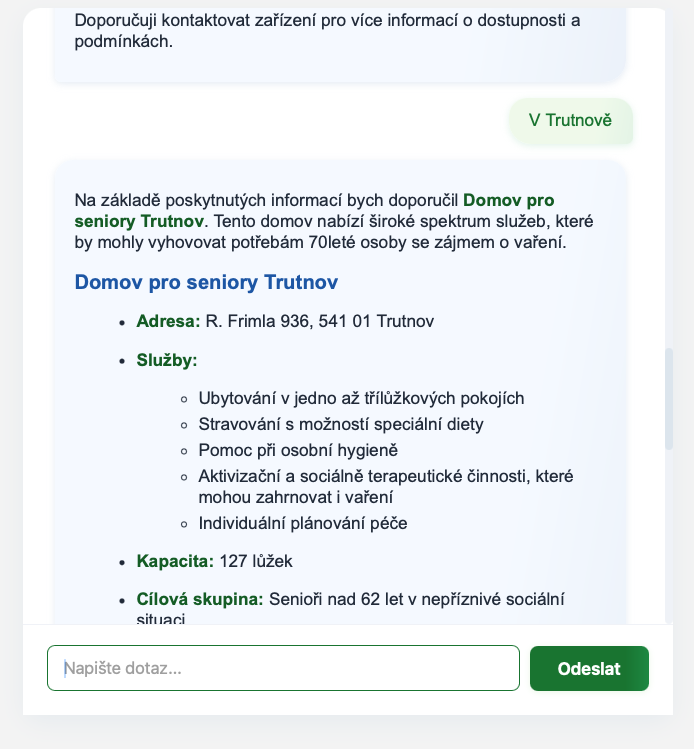 Doporučuji kontaktovat zařízení pro více informací o dostupnosti a
podmínkách.
V Trutnově
Na základě poskytnutých informací bych doporučil Domov pro
seniory Trutnov. Tento domov nabízí široké spektrum služeb, které
by mohly vyhovovat potřebám 70leté osoby se zájmem o vaření.
Domov pro seniory Trutnov
• Adresa: R. Frimla 936, 541 01 Trutnov
• Služby:
◦ Ubytování v jedno až třílůžkových pokojích
◦ Stravování s možností speciální diety
◦ Pomoc při osobní hygieně
◦ Aktivizační a sociálně terapeutické činnosti, které
mohou zahrnovat i vaření
◦ Individuální plánování péče
• Kapacita: 127 lůžek
• Cílová skupina: Senioři nad 62 let v nepříznivé sociální
situaci
Napište dotaz...
Odeslat